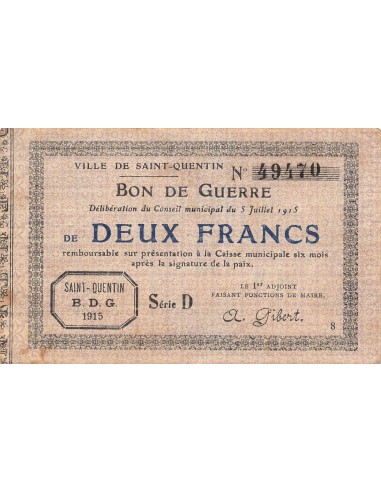 VILLE DE SAINT-QUENTIN Nº 49470
BON DE GUERRE
Délibération du Conseil municipal du 5 Juillet 1915
DE DEUX FRANCS
remboursable sur présentation à la Caisse municipale six mois
après la signature de la paix.
SAINT-QUENTIN
B. D. G.
1915
Série D
LE 1er ADJOINT
FAISANT FONCTIONS DE MAIRE,
A. Gibert.
8